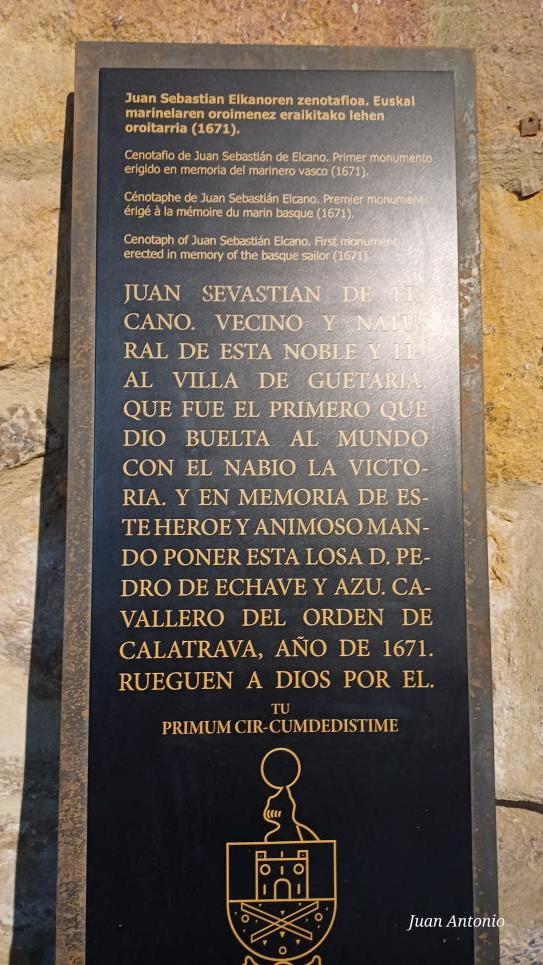 Juan Sebastian Elkanoren zenotafioa. Euskal
marinelaren oroimenez eraikitako lehen
oroitarria (1671).
Cenotafio de Juan Sebastián de Elcano. Primer monumento
erigido en memoria del marinero vasco (1671).
Cénotaphe de Juan Sebastián Elcano. Premier monument
érigé à la mémoire du marin basque (1671).
Cenotaph of Juan Sebastián Elcano. First monument
erected in memory of the basque sailor (1671).
JUAN SEVASTIAN DE EL
CANO. VECINO Y NATU
RAL DE ESTA NOBLE Y LE
AL VILLA DE GUETARIA.
QUE FUE EL PRIMERO QUE
DIO BUELTA AL MUNDO
CON EL NABIO LA VICTO-
RIA. Y EN MEMORIA DE ES-
TE HEROE Y ANIMOSO MAN-
DO PONER ESTA LOSA D. PE-
DRO DE ECHAVE Y AZU. CA-
VALLERO DEL ORDEN DE
CALATRAVA, AÑO DE 1671.
RUEGUEN A DIOS POR EL.
TU
PRIMUM CIR-CUMDEDISTIME
Juan Antonio